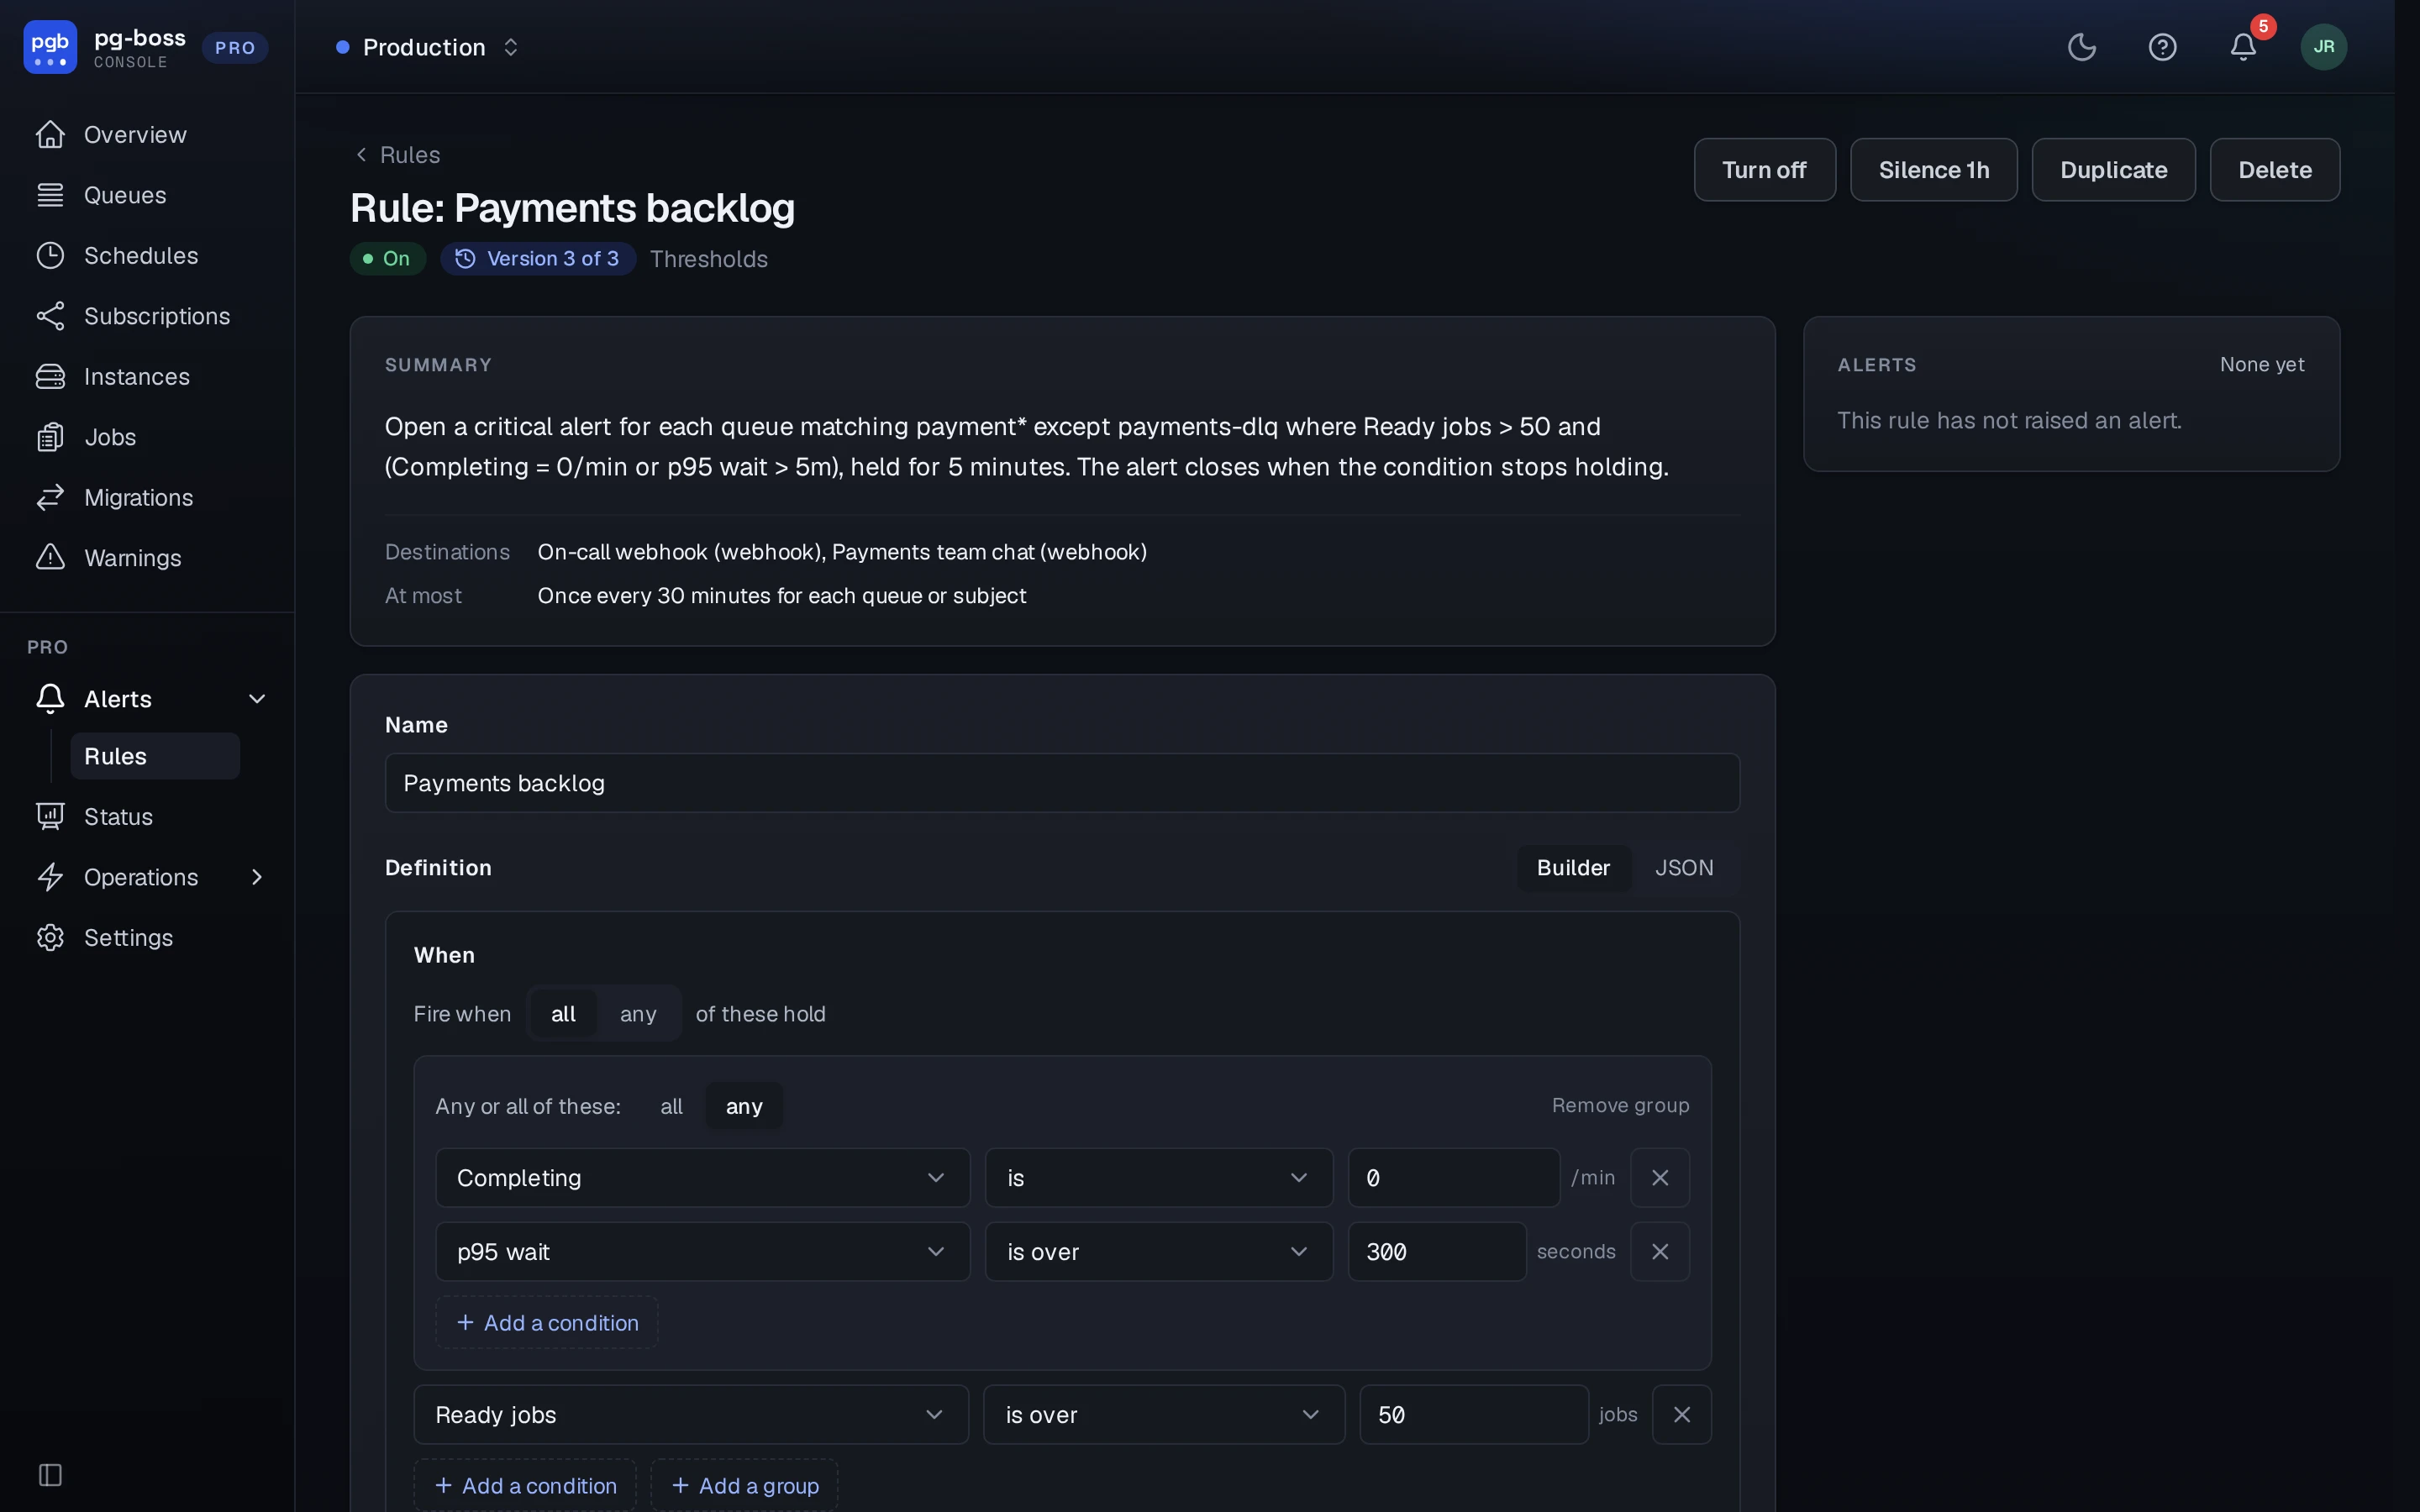 pgb
pg-boss
CONSOLE
PRO
Production
5
JR
Overview
Queues
Schedules
Subscriptions
Instances
Jobs
Migrations
Warnings
PRO
Alerts
Rules
Status
Operations
Settings
Rules
Rule: Payments backlog
On
Version 3 of 3
Thresholds
Turn off
Silence 1h
Duplicate
Delete
SUMMARY
Open a critical alert for each queue matching payment* except payments-dlq where Ready jobs > 50 and
(Completing = 0/min or p95 wait > 5m), held for 5 minutes. The alert closes when the condition stops holding.
Destinations On-call webhook (webhook), Payments team chat (webhook)
At most Once every 30 minutes for each queue or subject
ALERTS None yet
This rule has not raised an alert.
Name
Payments backlog
Definition Builder JSON
When
Fire when all any of these hold
Any or all of these: all any Remove group
Completing is 0 /min
p95 wait is over 300 seconds
+ Add a condition
Ready jobs is over 50 jobs
+ Add a condition + Add a group